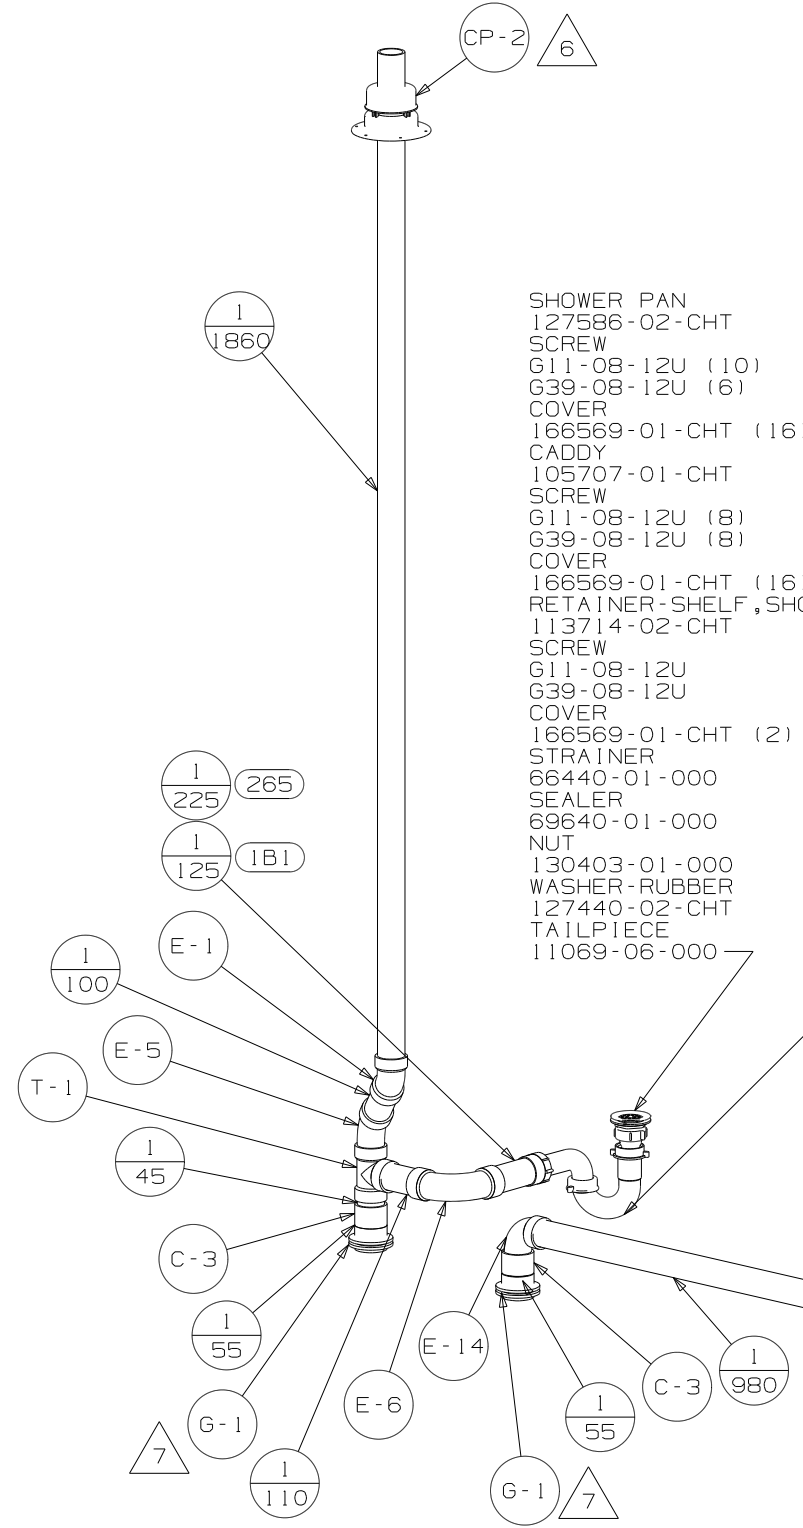 CP-2
6
1
1860
SHOWER PAN
127586-02-CHT
SCREW
G11-08-12U (10)
G39-08-12U (6)
COVER
166569-01-CHT (16)
CADDY
105707-01-CHT
SCREW
G11-08-12U (8)
G39-08-12U (8)
COVER
166569-01-CHT (16)
RETAINER-SHELF,SHO
113714-02-CHT
SCREW
G11-08-12U
G39-08-12U
COVER
166569-01-CHT (2)
STRAINER
66440-01-000
SEALER
69640-01-000
NUT
130403-01-000
WASHER-RUBBER
127440-02-CHT
TAILPIECE
11069-06-000
1
225
265
1
125
1B1
E-1
1
100
E-5
T-1
1
45
C-3
1
55
G-1
7
1
110
E-6
E-14
1
55
G-1
7
C-3
1
980